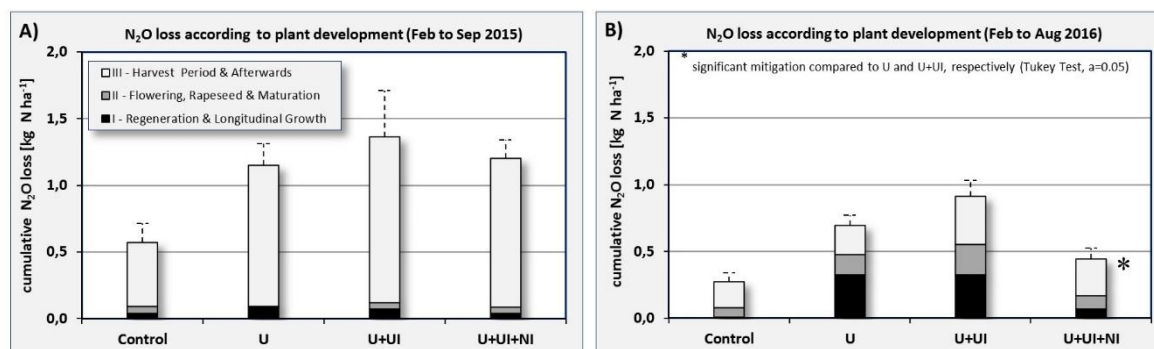 A)
N₂O loss according to plant development (Feb to Sep 2015)
cumulative N₂O loss [kg N ha⁻¹]
2,0
1,5
1,0
0,5
0,0
III - Harvest Period & Afterwards
II - Flowering, Rapeseed & Maturation
I - Regeneration & Longitudinal Growth
Control U U+UI U+UI+NI
B)
N₂O loss according to plant development (Feb to Aug 2016)
* significant mitigation compared to U and U+UI, respectively (Tukey Test, a=0.05)
cumulative N₂O loss [kg N ha⁻¹]
2,0
1,5
1,0
0,5
0,0
*
Control U U+UI U+UI+NI